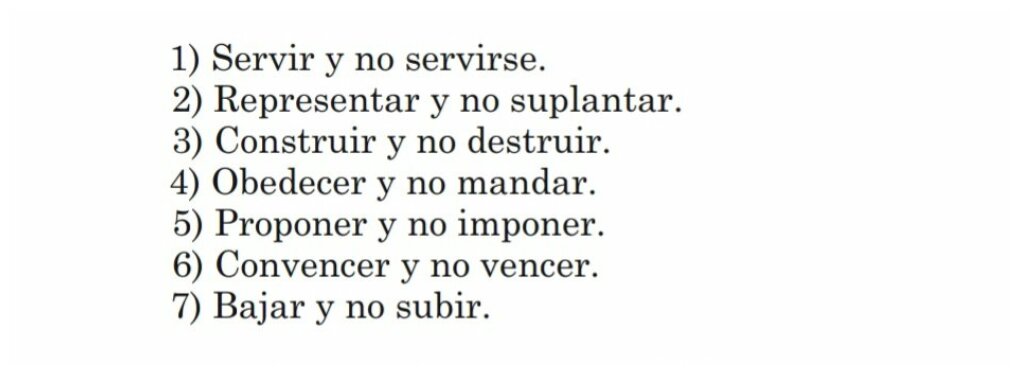 1) Servir y no servirse.
2) Representar y no suplantar.
3) Construir y no destruir.
4) Obedecer y no mandar.
5) Proponer y no imponer.
6) Convencer y no vencer.
7) Bajar y no subir.